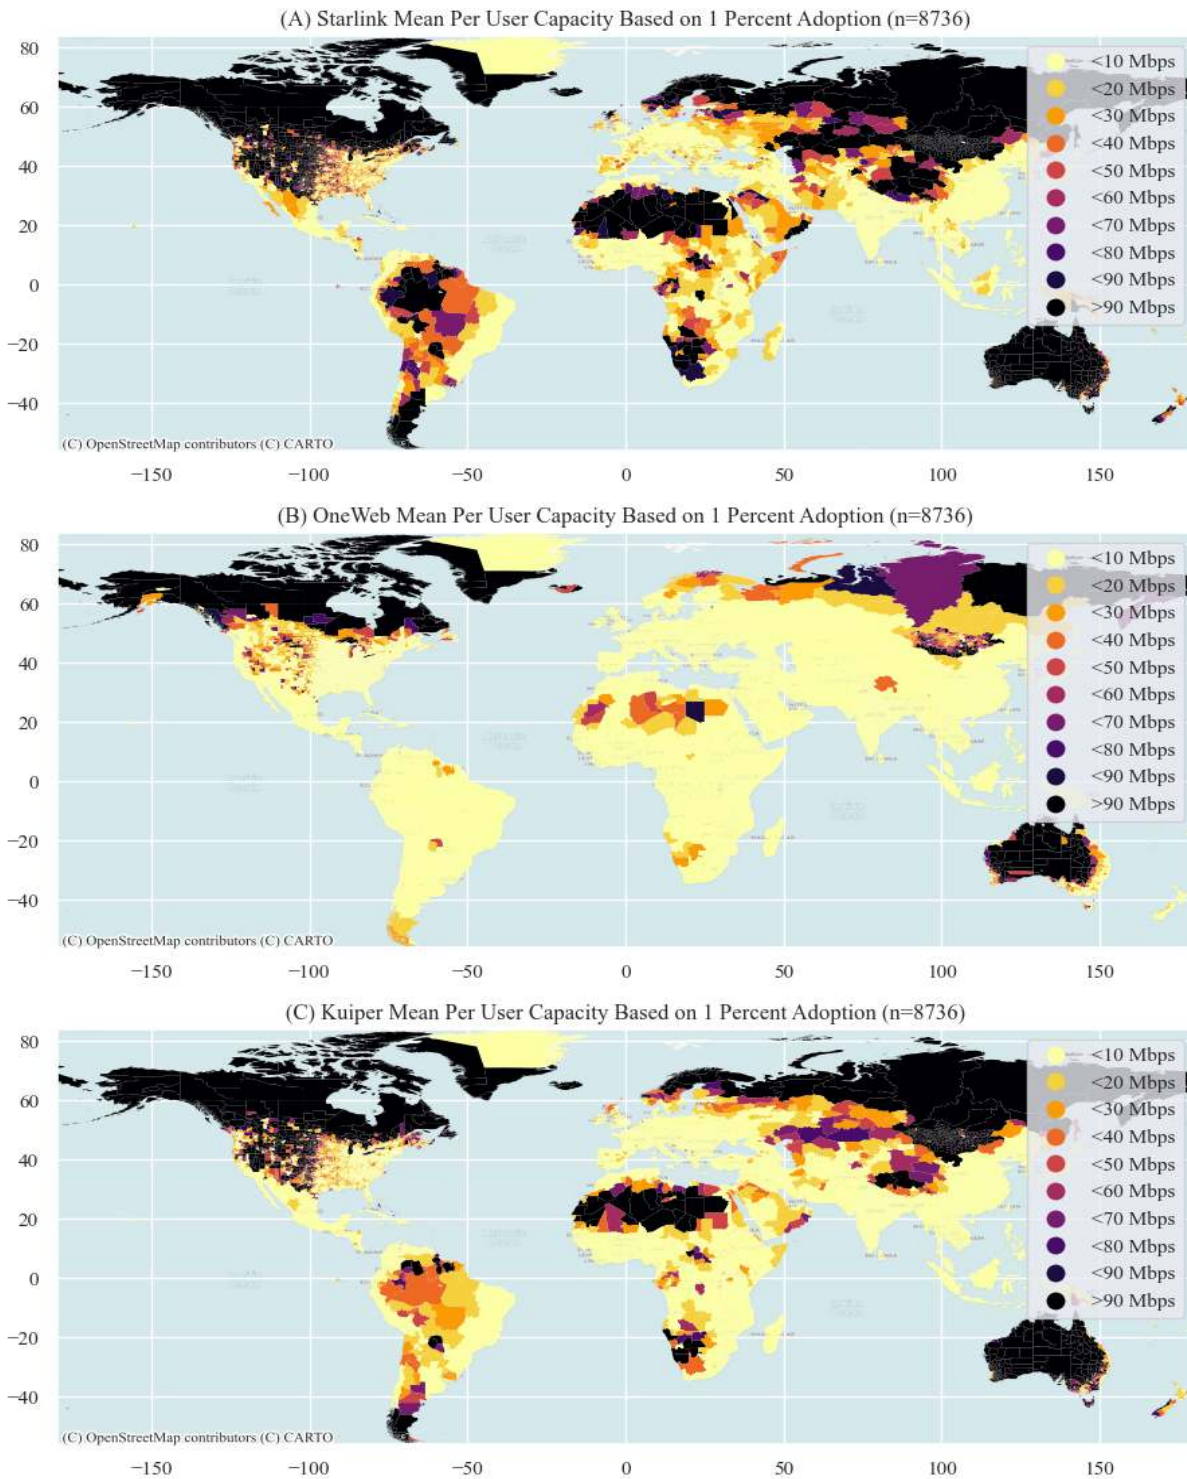 (A) Starlink Mean Per User Capacity Based on 1 Percent Adoption (n=8736)
80
60
40
20
0
−20
−40
<10 Mbps
<20 Mbps
<30 Mbps
<40 Mbps
<50 Mbps
<60 Mbps
<70 Mbps
<80 Mbps
<90 Mbps
>90 Mbps
(C) OpenStreetMap contributors (C) CARTO
−150 −100 −50 0 50 100 150
(B) OneWeb Mean Per User Capacity Based on 1 Percent Adoption (n=8736)
80
60
40
20
0
−20
−40
<10 Mbps
<20 Mbps
<30 Mbps
<40 Mbps
<50 Mbps
<60 Mbps
<70 Mbps
<80 Mbps
<90 Mbps
>90 Mbps
(C) OpenStreetMap contributors (C) CARTO
−150 −100 −50 0 50 100 150
(C) Kuiper Mean Per User Capacity Based on 1 Percent Adoption (n=8736)
80
60
40
20
0
−20
−40
<10 Mbps
<20 Mbps
<30 Mbps
<40 Mbps
<50 Mbps
<60 Mbps
<70 Mbps
<80 Mbps
<90 Mbps
>90 Mbps
(C) OpenStreetMap contributors (C) CARTO
−150 −100 −50 0 50 100 150